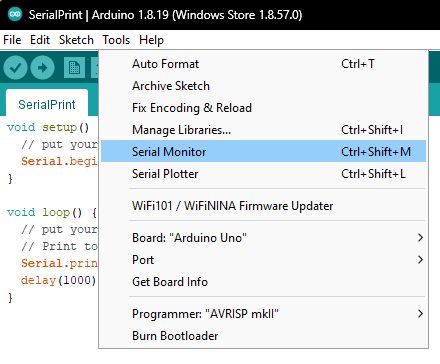 SerialPrint | Arduino 1.8.19 (Windows Store 1.8.57.0)
File Edit Sketch Tools Help
Auto Format Ctrl+T
Archive Sketch
Fix Encoding & Reload
Manage Libraries... Ctrl+Shift+I
Serial Monitor Ctrl+Shift+M
Serial Plotter Ctrl+Shift+L
WiFi101 / WiFiNINA Firmware Updater
Board: "Arduino Uno"
Port
Get Board Info
Programmer: "AVRISP mkII"
Burn Bootloader
SerialPrint
void setup()
// put your
Serial.begi
}
void loop() {
// put your
// Print to
Serial.prin
delay(1000)
}